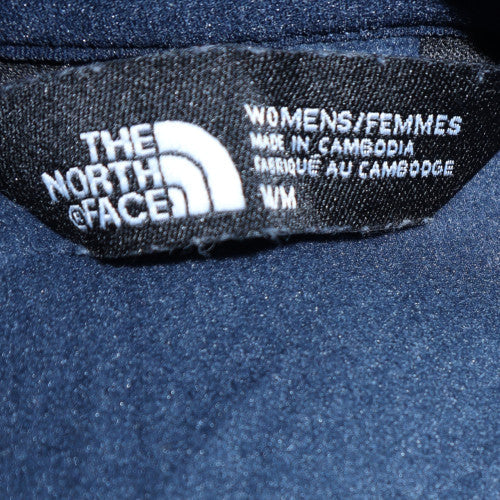 THE
NORTH
FACE
WOMENS/FEMMES
MADE IN CAMBODIA
FABRIQUÉ AU CAMBODGE
W/M